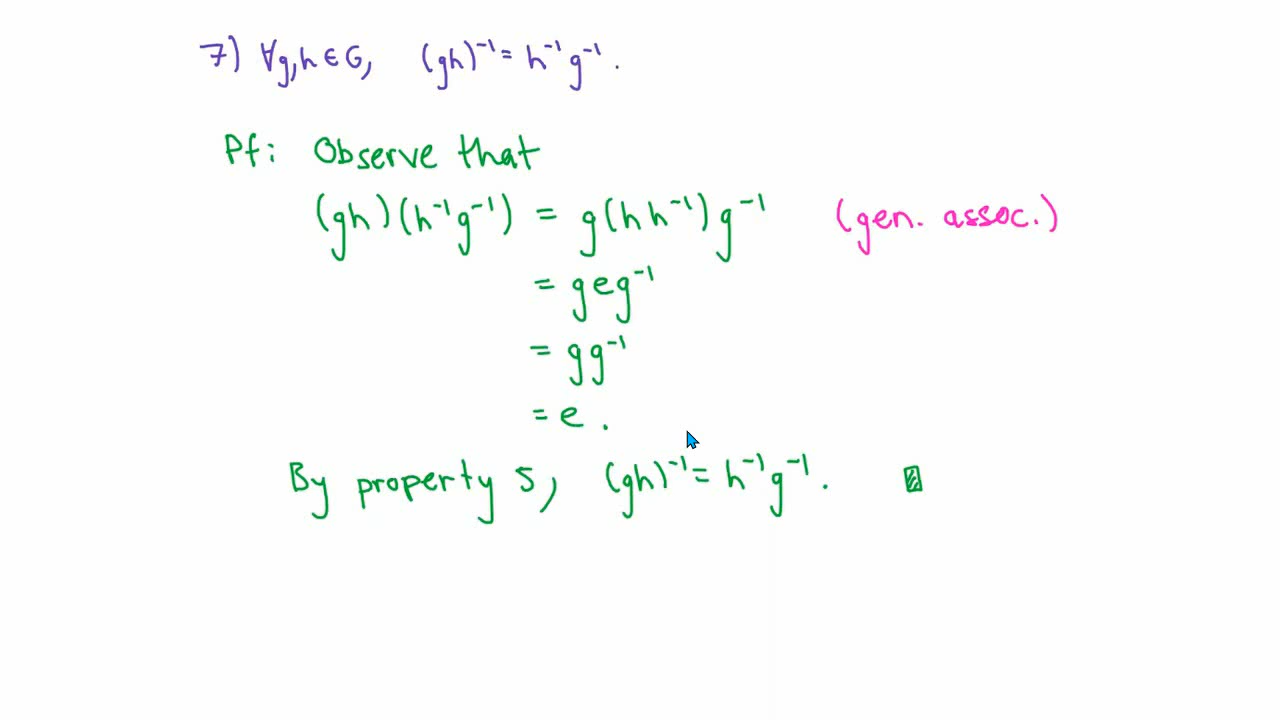 7) ∀g,h∈G, (gh)⁻¹ = h⁻¹g⁻¹.
Pf: Observe that
(gh)(h⁻¹g⁻¹) = g(hh⁻¹)g⁻¹ (gen. assoc.)
= geg⁻¹
= gg⁻¹
= e.
By property 5, (gh)⁻¹ = h⁻¹g⁻¹.